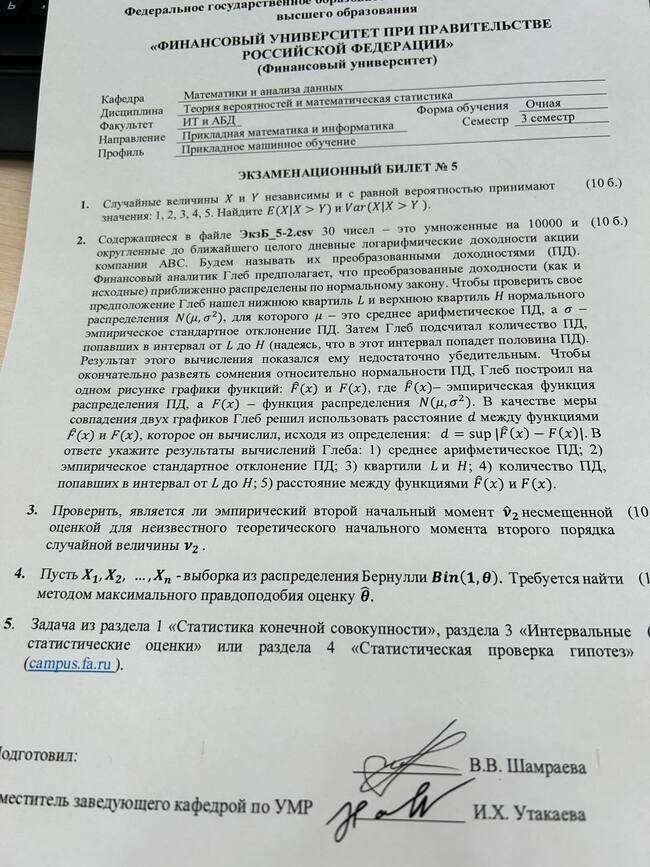 Федеральное государственное
высшего образования
«ФИНАНСОВЫЙ УНИВЕРСИТЕТ ПРИ ПРАВИТЕЛЬСТВЕ
РОССИЙСКОЙ ФЕДЕРАЦИИ»
(Финансовый университет)
Кафедра Математики и анализа данных
Дисциплина Теория вероятностей и математическая статистика
Факультет ИТ и АБД Форма обучения Очная
Направление Прикладная математика и информатика Семестр 3 семестр
Профиль Прикладное машинное обучение
ЭКЗАМЕНАЦИОННЫЙ БИЛЕТ № 5
1. Случайные величины X и Y независимы и с равной вероятностью принимают (10 б.)
значения: 1, 2, 3, 4, 5. Найдите E(X|X > Y) и Var(X|X > Y ).
2. Содержащиеся в файле ЭкзБ_5-2.csv 30 чисел – это умноженные на 10000 и (10 б.)
округленные до ближайшего целого дневные логарифмические доходности акции
компании ABC. Будем называть их преобразованными доходностями (ПД).
Финансовый аналитик Глеб предполагает, что преобразованные доходности (как и
исходные) приближенно распределены по нормальному закону. Чтобы проверить свое
предположение Глеб нашел нижнюю квартиль L и верхнюю квартиль H нормального
распределения N(μ, σ²), для которого μ – это среднее арифметическое ПД, а σ –
эмпирическое стандартное отклонение ПД. Затем Глеб подсчитал количество ПД,
попавших в интервал от L до H (надеясь, что в этот интервал попадет половина ПД).
Результат этого вычисления показался ему недостаточно убедительным. Чтобы
окончательно развеять сомнения относительно нормальности ПД, Глеб построил на
одном рисунке графики функций: F̂(x) и F(x), где F̂(x)– эмпирическая функция
распределения ПД, а F(x) – функция распределения N(μ, σ²). В качестве меры
совпадения двух графиков Глеб решил использовать расстояние d между функциями
F̂(x) и F(x), которое он вычислил, исходя из определения: d = sup |F̂(x) − F(x)|. В
ответе укажите результаты вычислений Глеба: 1) среднее арифметическое ПД; 2)
эмпирическое стандартное отклонение ПД; 3) квартили L и H; 4) количество ПД,
попавших в интервал от L до H; 5) расстояние между функциями F̂(x) и F(x).
3. Проверить, является ли эмпирический второй начальный момент ν̂₂ несмещенной (10
оценкой для неизвестного теоретического начального момента второго порядка
случайной величины ν₂ .
4. Пусть X₁, X₂, ..., Xₙ - выборка из распределения Бернулли Bin(1, θ). Требуется найти (1
методом максимального правдоподобия оценку θ̂.
5. Задача из раздела 1 «Статистика конечной совокупности», раздела 3 «Интервальные (
статистические оценки» или раздела 4 «Статистическая проверка гипотез»
(campus.fa.ru ).
Подготовил:
В.В. Шамраева
меститель заведующего кафедрой по УМР
И.Х. Утакаева